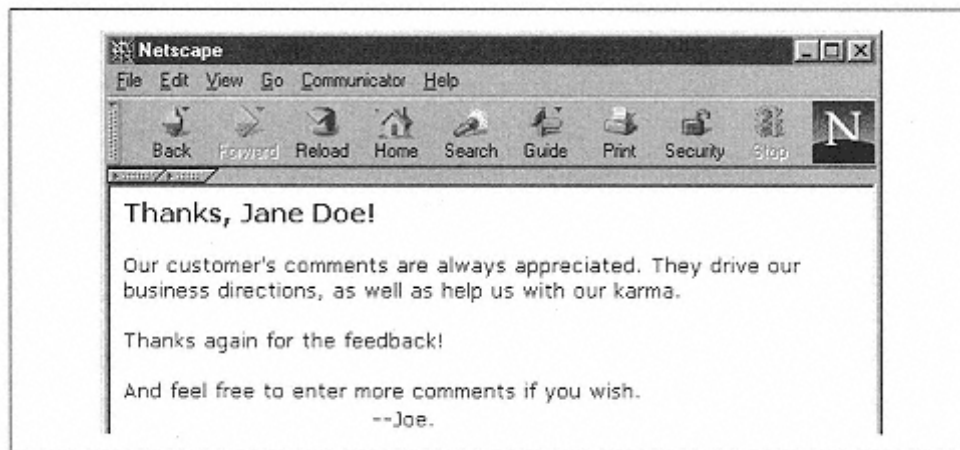 Netscape
File Edit View Go Communicator Help
Back Forward Reload Home Search Guide Print Security Stop
N
Thanks, Jane Doe!
Our customer's comments are always appreciated. They drive our
business directions, as well as help us with our karma.
Thanks again for the feedback!
And feel free to enter more comments if you wish.
--Joe.